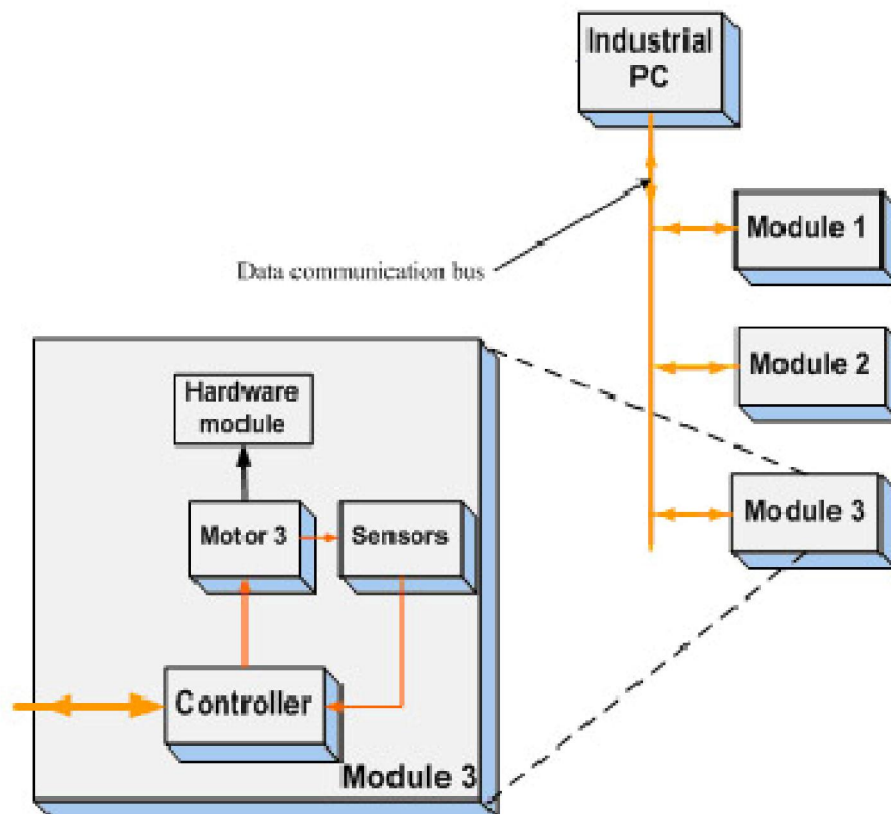 Industrial
PC
Module 1
Data communication bus
Module 2
Hardware
module
Module 3
Motor 3
Sensors
Controller
Module 3